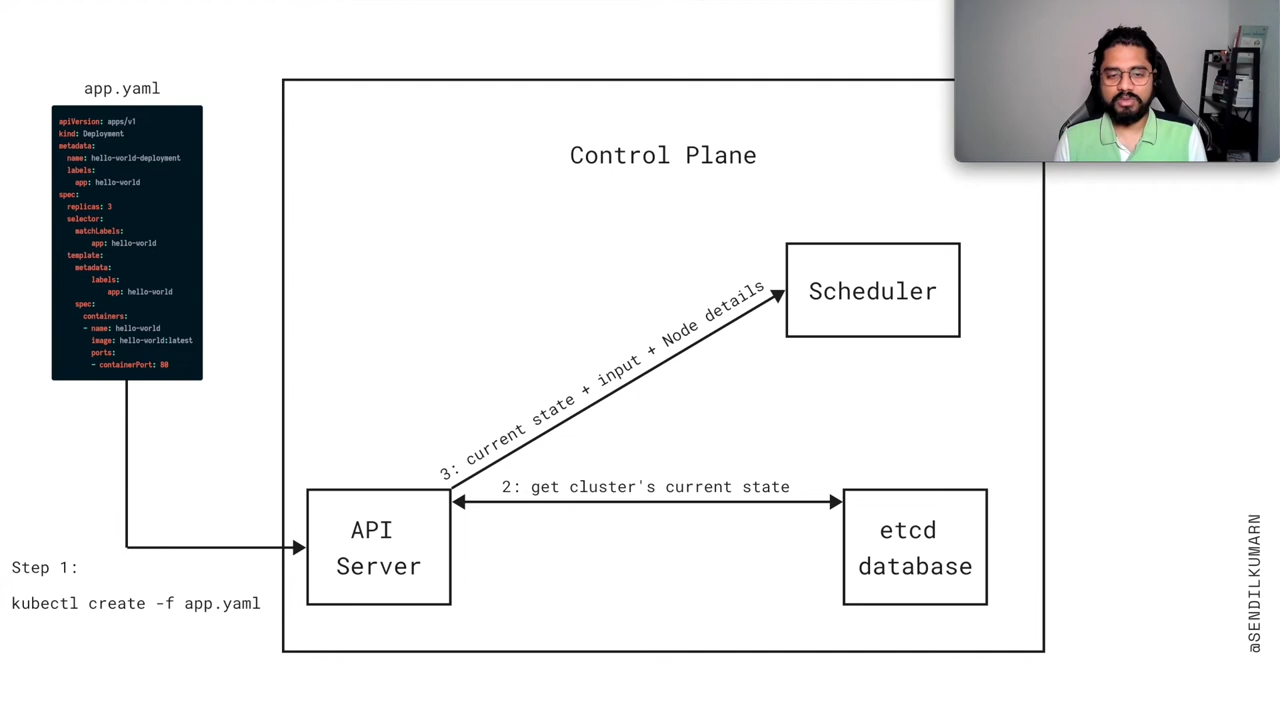 app.yaml
apiVersion: apps/v1
kind: Deployment
metadata:
name: hello-world-deployment
labels:
app: hello-world
spec:
replicas: 3
selector:
matchLabels:
app: hello-world
template:
metadata:
labels:
app: hello-world
spec:
containers:
- name: hello-world
image: hello-world:latest
ports:
- containerPort: 80
Step 1:
kubectl create -f app.yaml
Control Plane
Scheduler
3: current state + input + Node details
2: get cluster's current state
API
Server
etcd
database
@SENDILKUMARN